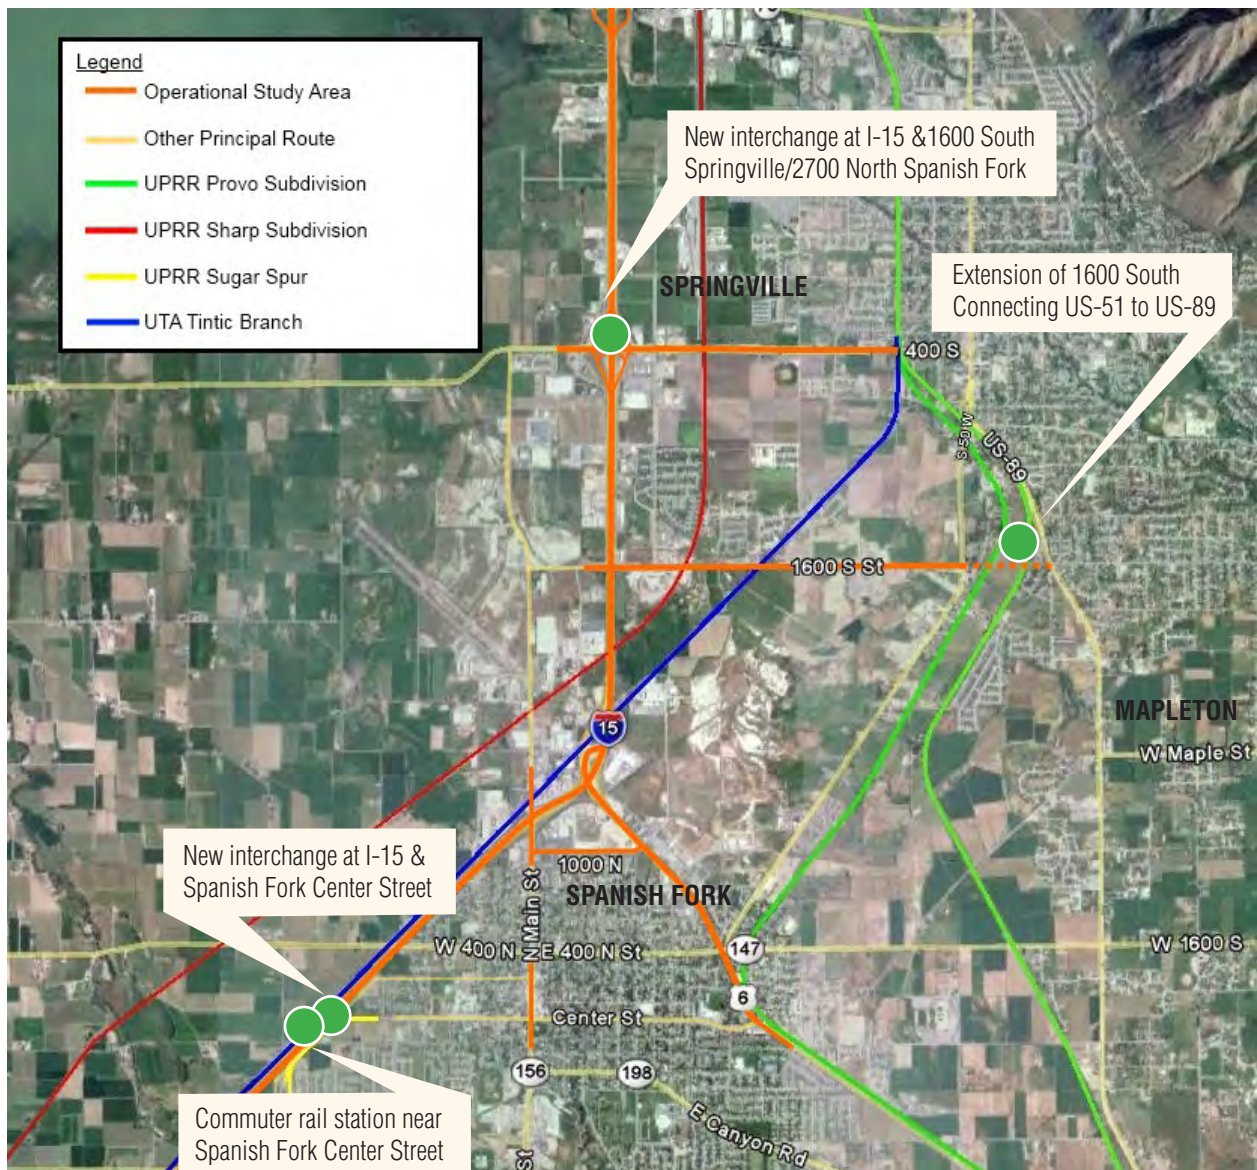 Legend
Operational Study Area
Other Principal Route
UPRR Provo Subdivision
UPRR Sharp Subdivision
UPRR Sugar Spur
UTA Tintic Branch
New interchange at I-15 &1600 South
Springville/2700 North Spanish Fork
SPRINGVILLE
Extension of 1600 South
Connecting US-51 to US-89
400 S
S 50 W
US-89
1600 S St
15
MAPLETON
W Maple St
New interchange at I-15 &
Spanish Fork Center Street
1000 N
N Main St
SPANISH FORK
W 400 N
E 400 N St
147
W 1600 S
6
Center St
156
198
E Canyon Rd
Commuter rail station near
Spanish Fork Center Street
St